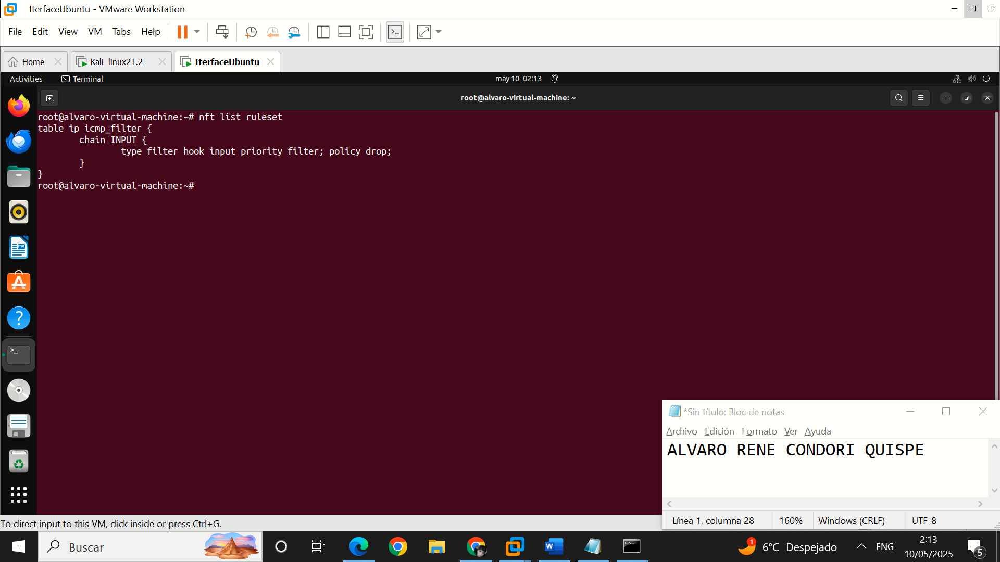 IterfaceUbuntu - VMware Workstation
File Edit View VM Tabs Help
Home Kali_linux21.2 IterfaceUbuntu
Activities Terminal may 10 02:13
root@alvaro-virtual-machine: ~
root@alvaro-virtual-machine:~# nft list ruleset
table ip icmp_filter {
chain INPUT {
type filter hook input priority filter; policy drop;
}
}
root@alvaro-virtual-machine:~#
*Sin título: Bloc de notas
Archivo Edición Formato Ver Ayuda
ALVARO RENE CONDORI QUISPE
Línea 1, columna 28 160% Windows (CRLF) UTF-8
To direct input to this VM, click inside or press Ctrl+G.
Buscar 1 6°C Despejado ENG 2:13
10/05/2025 5